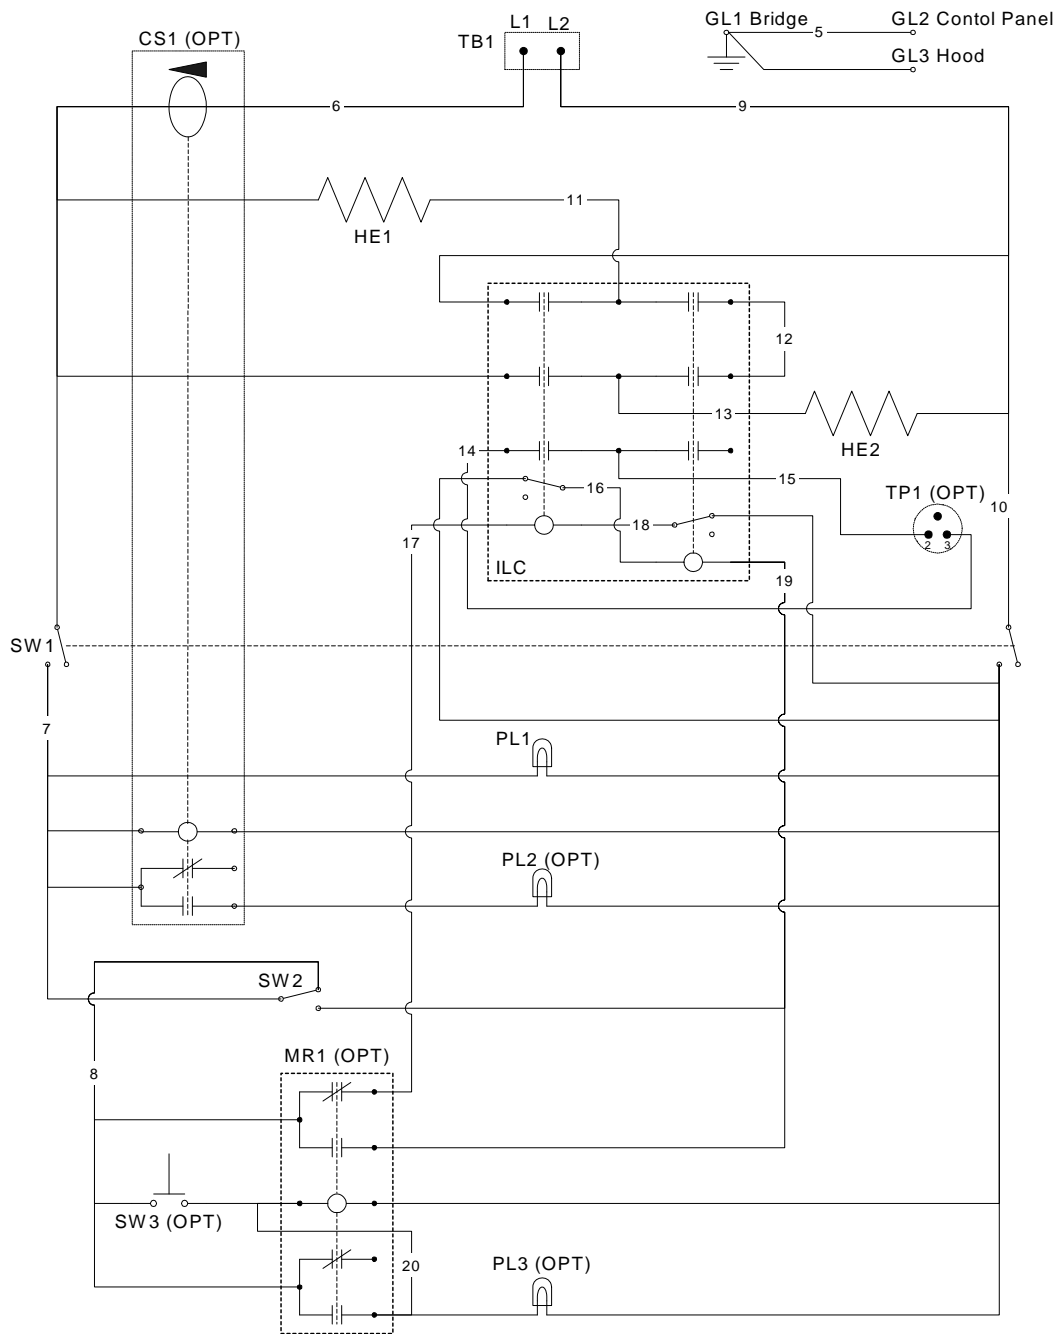 L1 L2
GL1 Bridge
GL2 Contol Panel
CS1 (OPT)
TB1
5
GL3 Hood
6
9
11
HE1
12
13
HE2
14
15
TP1 (OPT)
16
10
17
18
2 3
ILC
19
SW1
7
PL1
PL2 (OPT)
SW2
MR1 (OPT)
8
SW3 (OPT)
20
PL3 (OPT)